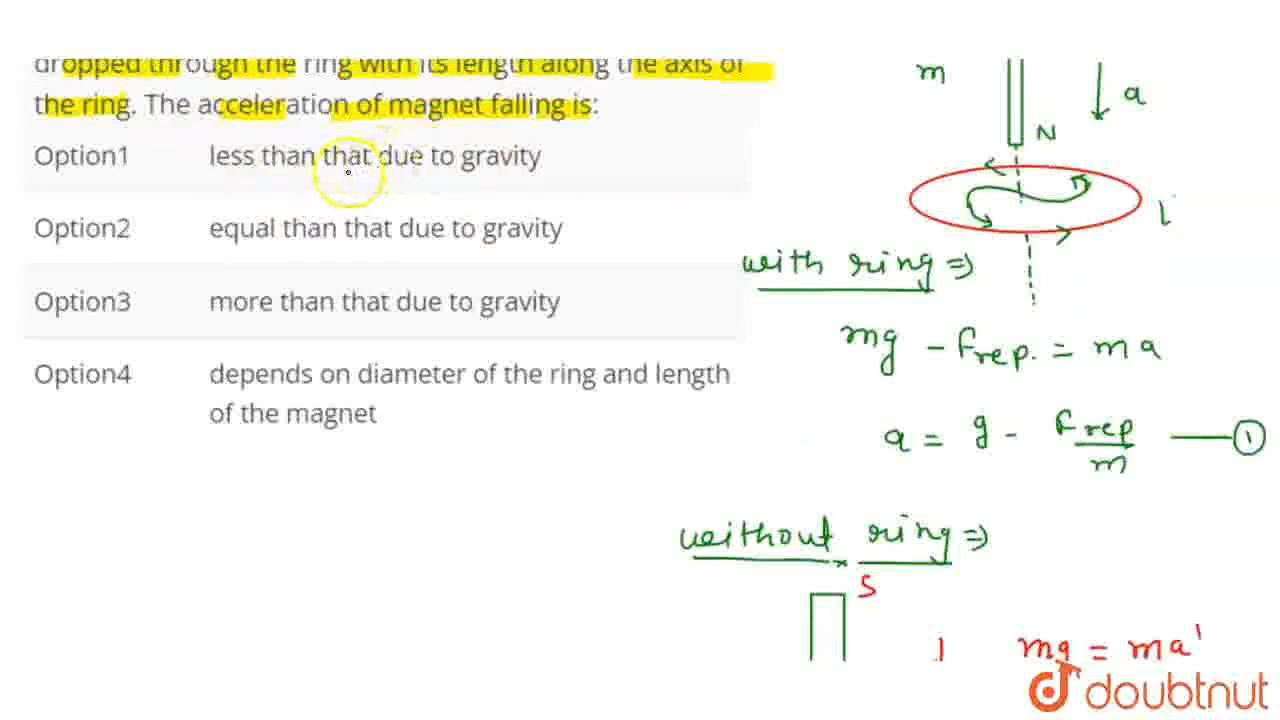 dropped through the ring with its length along the axis of
the ring. The acceleration of magnet falling is:
Option1 less than that due to gravity
Option2 equal than that due to gravity
Option3 more than that due to gravity
Option4 depends on diameter of the ring and length
of the magnet
m
a
N
i
with ring ⇒
mg - Frep. = ma
a = g - Frep/m —— ①
without ring ⇒
S
mg = ma'
doubtnut